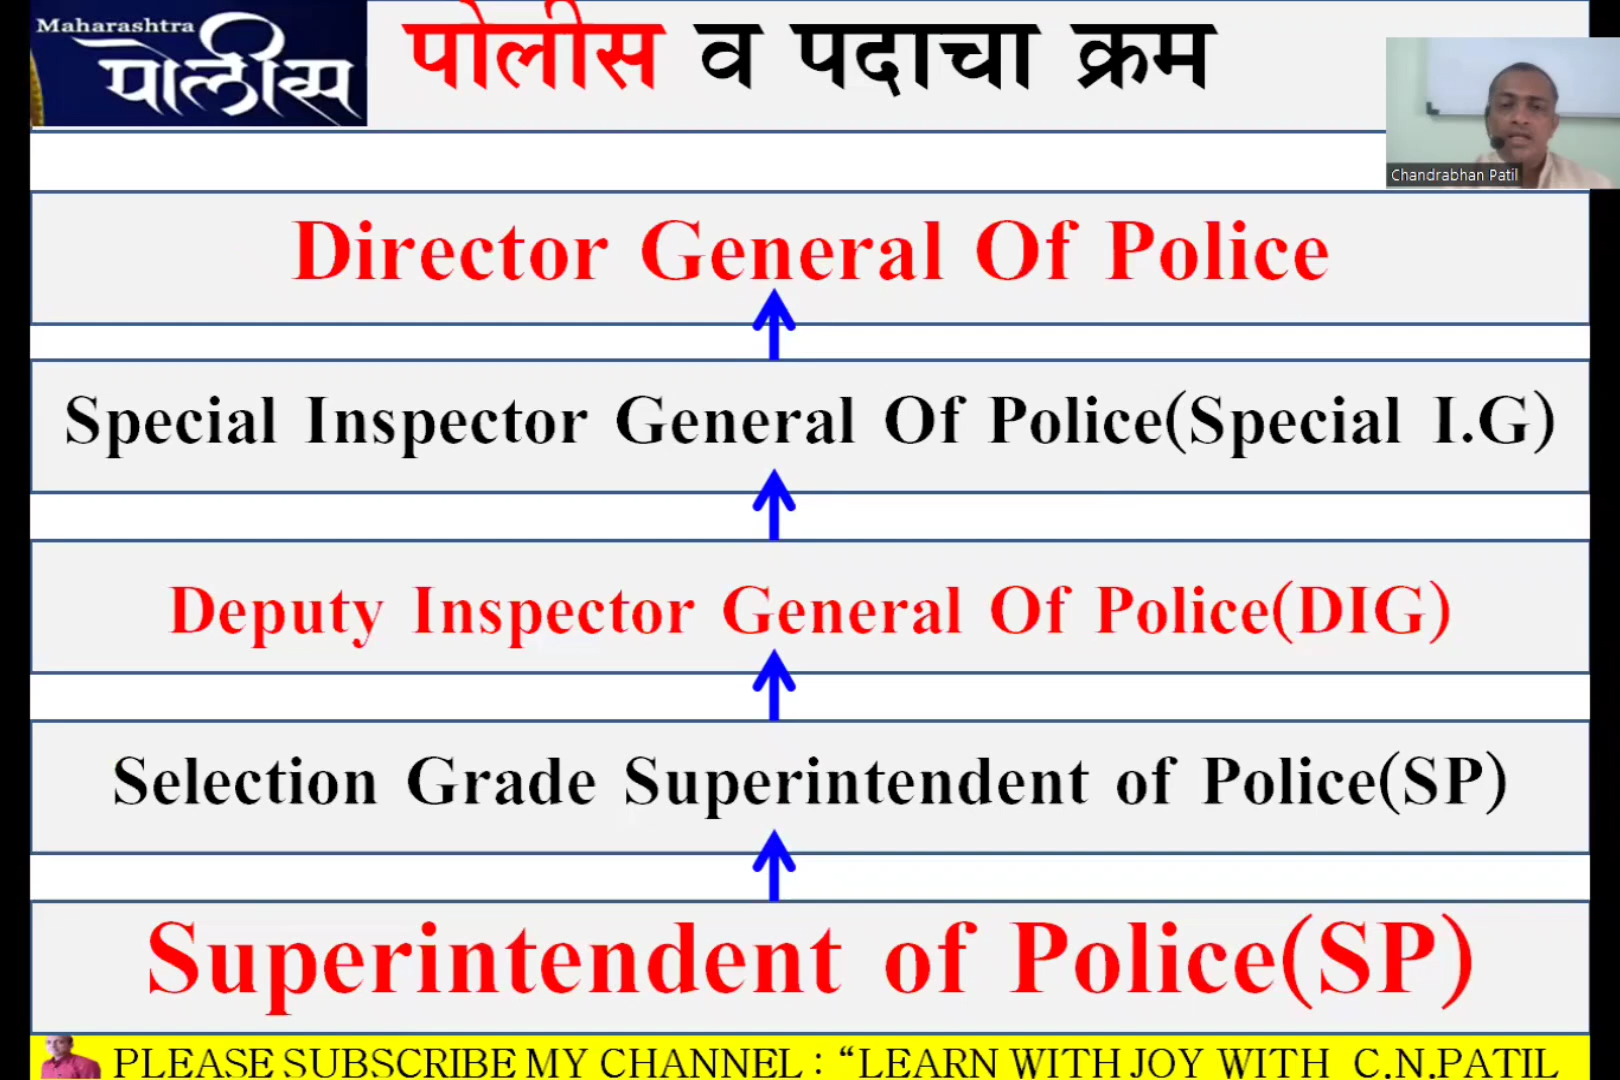 Maharashtra
पोलीस
पोलीस व पदाचा क्रम
Chandrabhan Patil
Director General Of Police
Special Inspector General Of Police(Special I.G)
Deputy Inspector General Of Police(DIG)
Selection Grade Superintendent of Police(SP)
Superintendent of Police(SP)
PLEASE SUBSCRIBE MY CHANNEL : “LEARN WITH JOY WITH C.N.PATIL